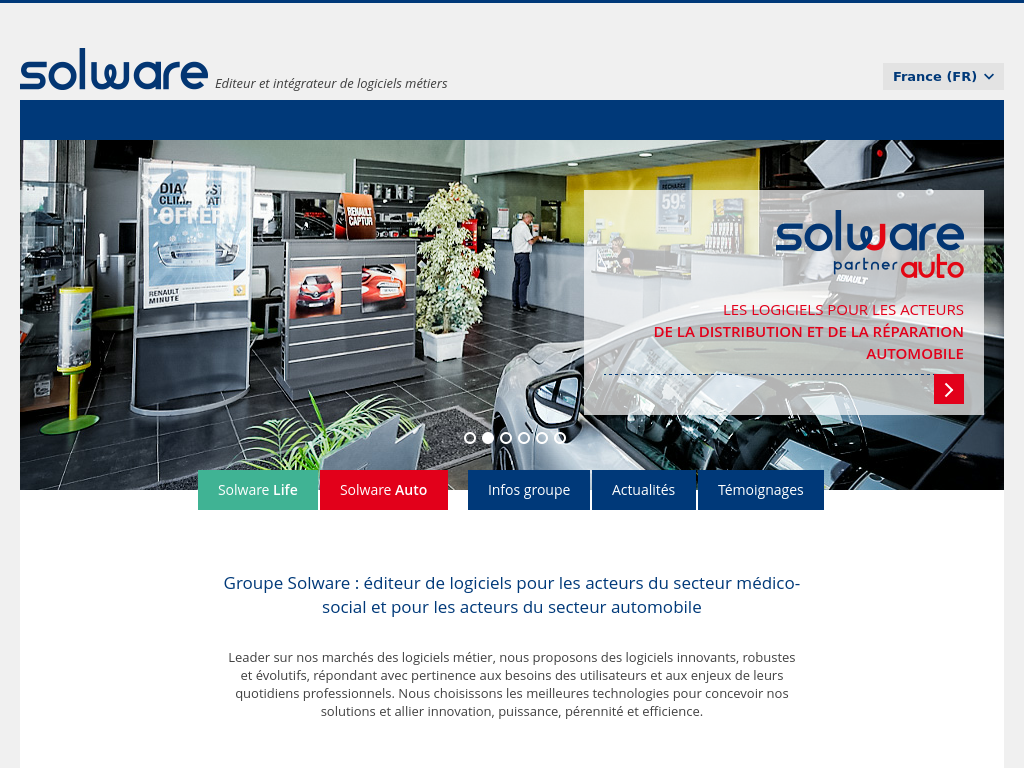 solware Editeur et intégrateur de logiciels métiers
France (FR)
OFFERT
RENAULT
MINUTE
RENAULT
CAPTUR
RECHARGE
59
solware
partner auto
RENAULT
LES LOGICIELS POUR LES ACTEURS
DE LA DISTRIBUTION ET DE LA RÉPARATION
AUTOMOBILE
Solware Life
Solware Auto
Infos groupe
Actualités
Témoignages
Groupe Solware : éditeur de logiciels pour les acteurs du secteur médico-
social et pour les acteurs du secteur automobile
Leader sur nos marchés des logiciels métier, nous proposons des logiciels innovants, robustes
et évolutifs, répondant avec pertinence aux besoins des utilisateurs et aux enjeux de leurs
quotidiens professionnels. Nous choisissons les meilleures technologies pour concevoir nos
solutions et allier innovation, puissance, pérennité et efficience.